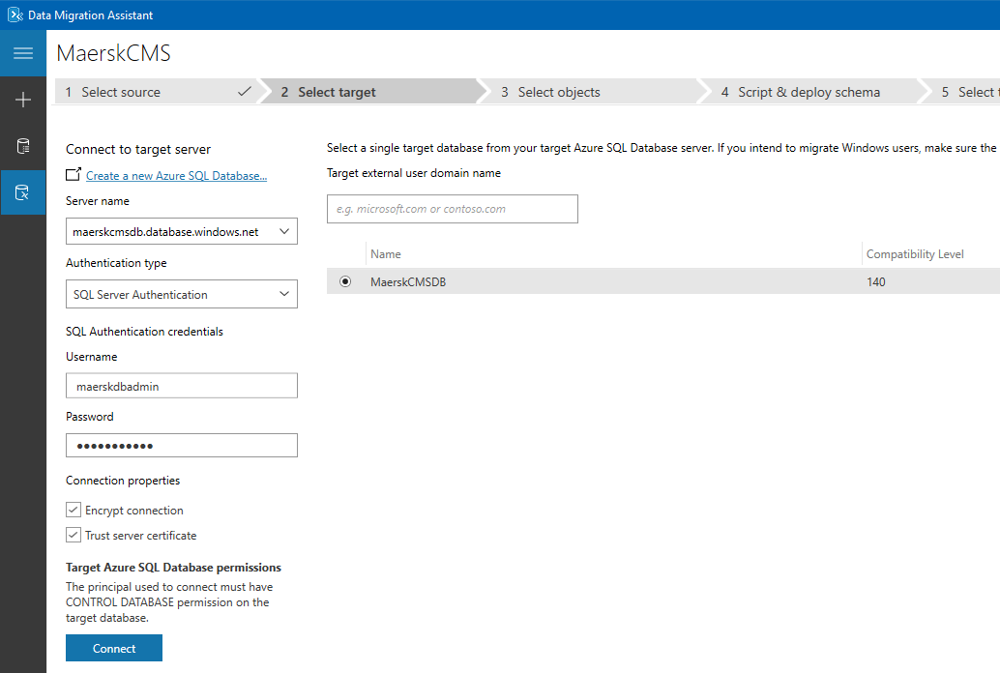 Data Migration Assistant
MaerskCMS
1 Select source
2 Select target
3 Select objects
4 Script & deploy schema
5 Select
Connect to target server
Create a new Azure SQL Database...
Server name
maerskcmsdb.database.windows.net
Authentication type
SQL Server Authentication
SQL Authentication credentials
Username
maerskdbadmin
Password
●●●●●●●●●●●
Connection properties
Encrypt connection
Trust server certificate
Target Azure SQL Database permissions
The principal used to connect must have
CONTROL DATABASE permission on the
target database.
Connect
Select a single target database from your target Azure SQL Database server. If you intend to migrate Windows users, make sure the
Target external user domain name
e.g. microsoft.com or contoso.com
Name Compatibility Level
MaerskCMSDB 140